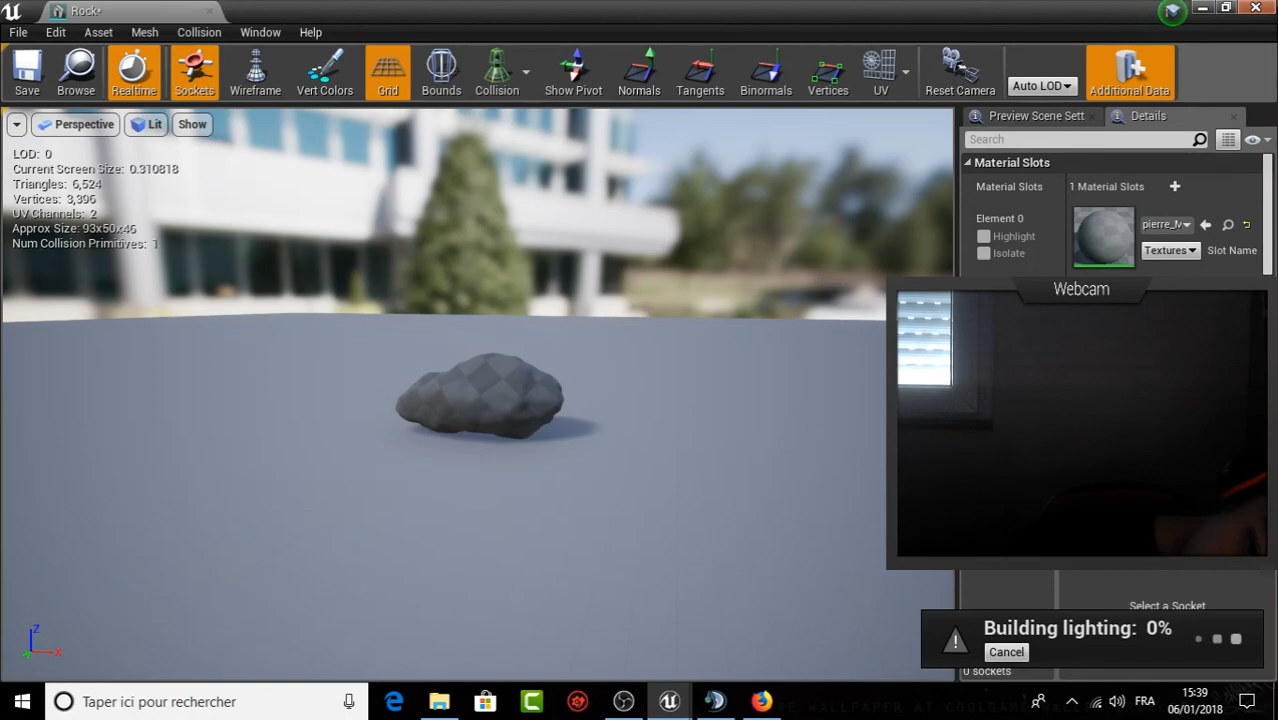 Rock*
File Edit Asset Mesh Collision Window Help
Save Browse Realtime Sockets Wireframe Vert Colors Grid Bounds Collision Show Pivot Normals Tangents Binormals Vertices UV Reset Camera Auto LOD Additional Data
Perspective Lit Show
LOD: 0
Current Screen Size: 0.310818
Triangles: 6,524
Vertices: 3,396
UV Channels: 2
Approx Size: 93x50x46
Num Collision Primitives: 1
Preview Scene Sett Details
Search
Material Slots
Material Slots 1 Material Slots
Element 0
Highlight
Isolate
pierre_M
Textures Slot Name
Webcam
Select a Socket
Building lighting: 0%
Cancel
0 sockets
Taper ici pour rechercher
FRA
15:39
06/01/2018